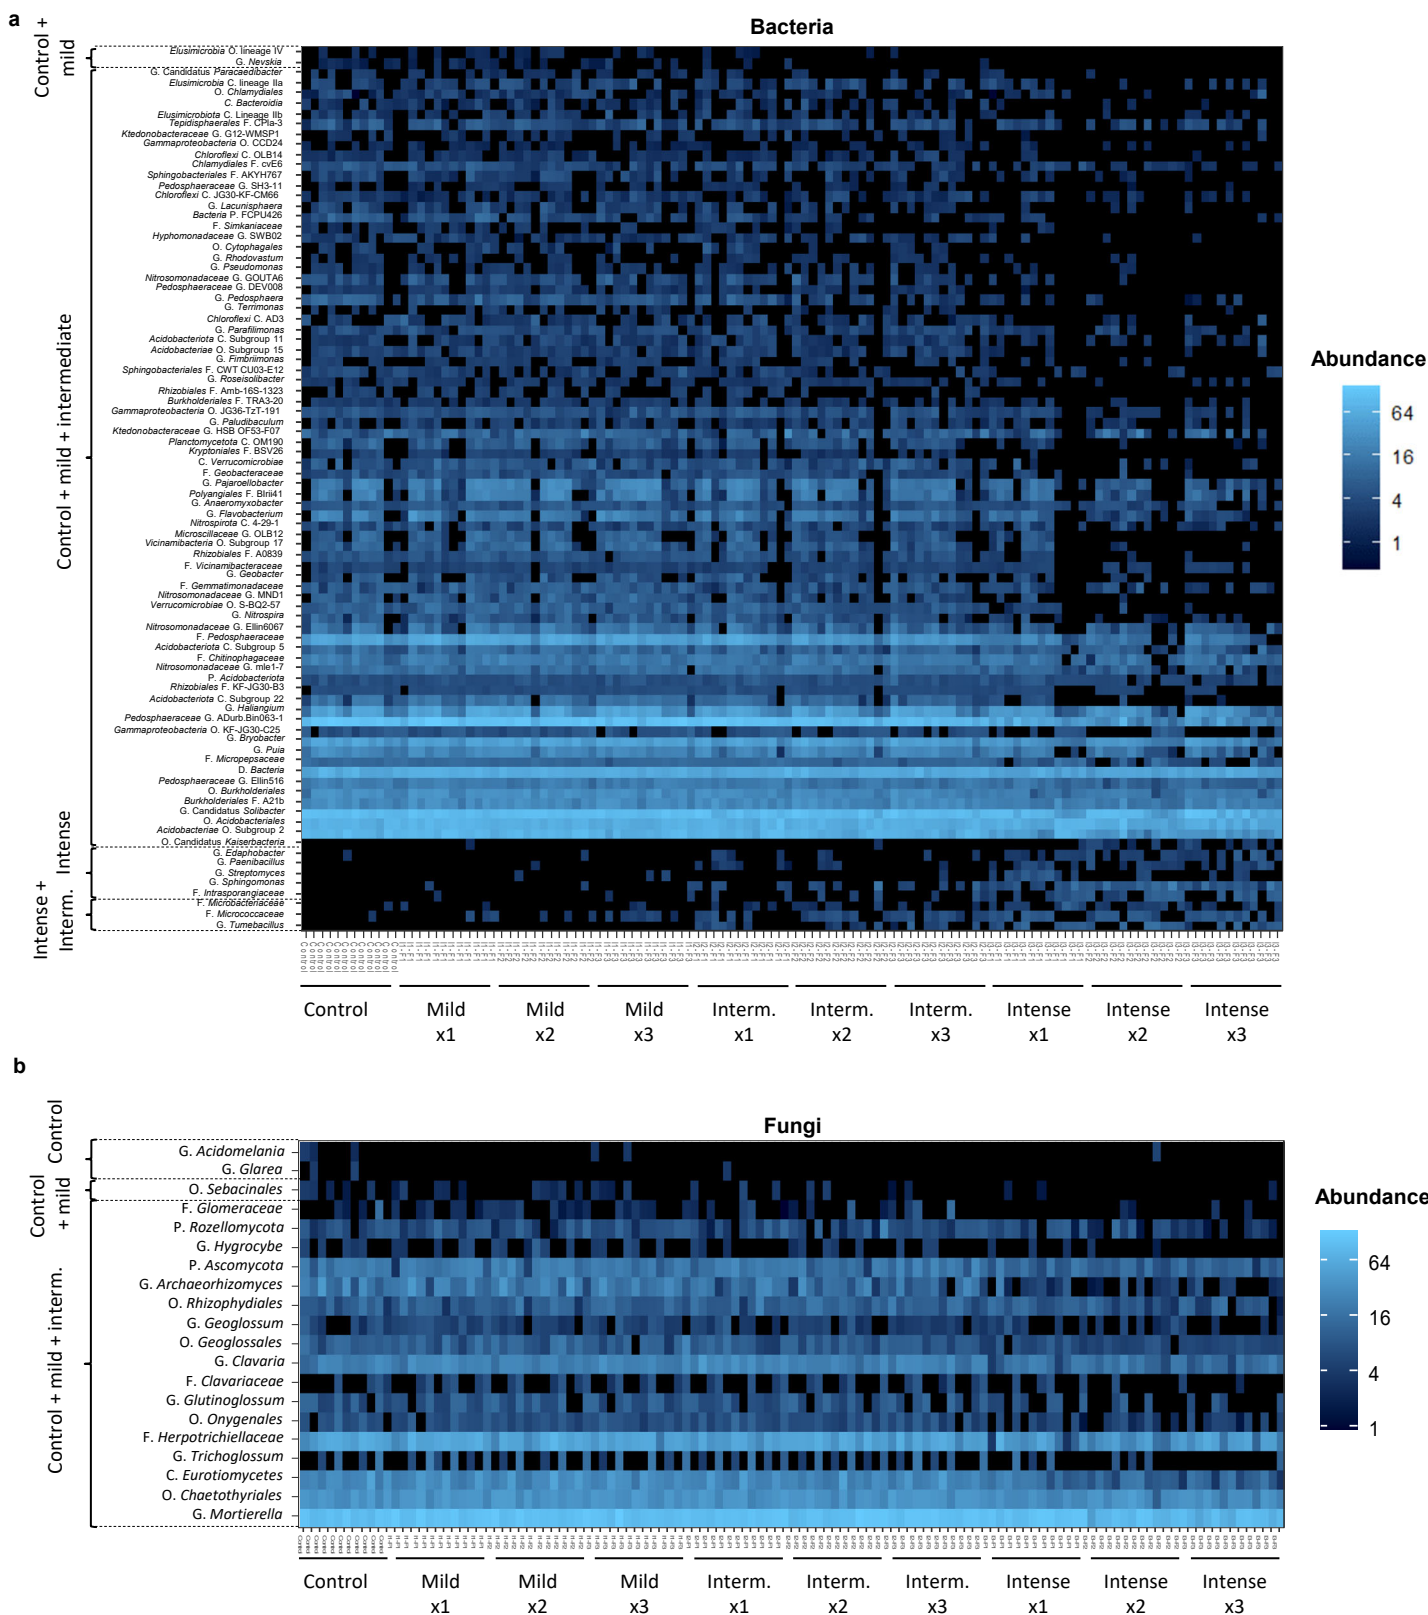 a
Bacteria
Control +
mild
Control + mild + intermediate
Intense
Intense +
Interm.
Elusimicrobia O. lineage IV
G. Nevskia
G. Candidatus Paracaedibacter
Elusimicrobia C. lineage IIa
O. Chlamydiales
C. Bacteroidia
Elusimicrobiota C. Lineage IIb
Tepidisphaerales F. CPla-3
Ktedonobacteraceae G. G12-WMSP1
Gammaproteobacteria O. CCD24
Chloroflexi C. OLB14
Chlamydiales F. cvE6
Sphingobacteriales F. AKYH767
Pedosphaeraceae G. SH3-11
Chloroflexi C. JG30-KF-CM66
G. Lacunisphaera
Bacteria P. FCPU426
F. Simkaniaceae
Hyphomonadaceae G. SWB02
O. Cytophagales
G. Rhodovastum
G. Pseudomonas
Nitrosomonadaceae G. GOUTA6
Pedosphaeraceae G. DEV008
G. Pedosphaera
G. Terrimonas
Chloroflexi C. AD3
G. Parafilimonas
Acidobacteriota C. Subgroup 11
Acidobacteriae O. Subgroup 15
G. Fimbriimonas
Sphingobacteriales F. CWT CU03-E12
G. Roseisolibacter
Rhizobiales F. Amb-16S-1323
Burkholderiales F. TRA3-20
Gammaproteobacteria O. JG36-TzT-191
G. Paludibaculum
Ktedonobacteraceae G. HSB OF53-F07
Planctomycetota C. OM190
Kryptoniales F. BSV26
C. Verrucomicrobiae
F. Geobacteraceae
G. Pajaroellobacter
Polyangiales F. BIrii41
G. Anaeromyxobacter
G. Flavobacterium
Nitrospirota C. 4-29-1
Microscillaceae G. OLB12
Vicinamibacteria O. Subgroup 17
Rhizobiales F. A0839
F. Vicinamibacteraceae
G. Geobacter
F. Gemmatimonadaceae
Nitrosomonadaceae G. MND1
Verrucomicrobiae O. S-BQ2-57
G. Nitrospira
Nitrosomonadaceae G. Ellin6067
F. Pedosphaeraceae
Acidobacteriota C. Subgroup 5
F. Chitinophagaceae
Nitrosomonadaceae G. mle1-7
P. Acidobacteriota
Rhizobiales F. KF-JG30-B3
Acidobacteriota C. Subgroup 22
G. Haliangium
Pedosphaeraceae G. ADurb.Bin063-1
Gammaproteobacteria O. KF-JG30-C25
G. Bryobacter
G. Puia
F. Micropepsaceae
D. Bacteria
Pedosphaeraceae G. Ellin516
O. Burkholderiales
Burkholderiales F. A21b
G. Candidatus Solibacter
O. Acidobacteriales
Acidobacteriae O. Subgroup 2
O. Candidatus Kaiserbacteria
G. Edaphobacter
G. Paenibacillus
G. Streptomyces
G. Sphingomonas
F. Intrasporangiaceae
F. Microbacteriaceae
F. Micrococcaceae
G. Tumebacillus
Abundance
64
16
4
1
Control Mild Mild Mild Interm. Interm. Interm. Intense Intense Intense
x1 x2 x3 x1 x2 x3 x1 x2 x3
b
Fungi
Control
Control
+ mild
Control + mild + interm.
G. Acidomelania
G. Glarea
O. Sebacinales
F. Glomeraceae
P. Rozellomycota
G. Hygrocybe
P. Ascomycota
G. Archaeorhizomyces
O. Rhizophydiales
G. Geoglossum
O. Geoglossales
G. Clavaria
F. Clavariaceae
G. Glutinoglossum
O. Onygenales
F. Herpotrichiellaceae
G. Trichoglossum
C. Eurotiomycetes
O. Chaetothyriales
G. Mortierella
Abundance
64
16
4
1
Control Mild Mild Mild Interm. Interm. Interm. Intense Intense Intense
x1 x2 x3 x1 x2 x3 x1 x2 x3